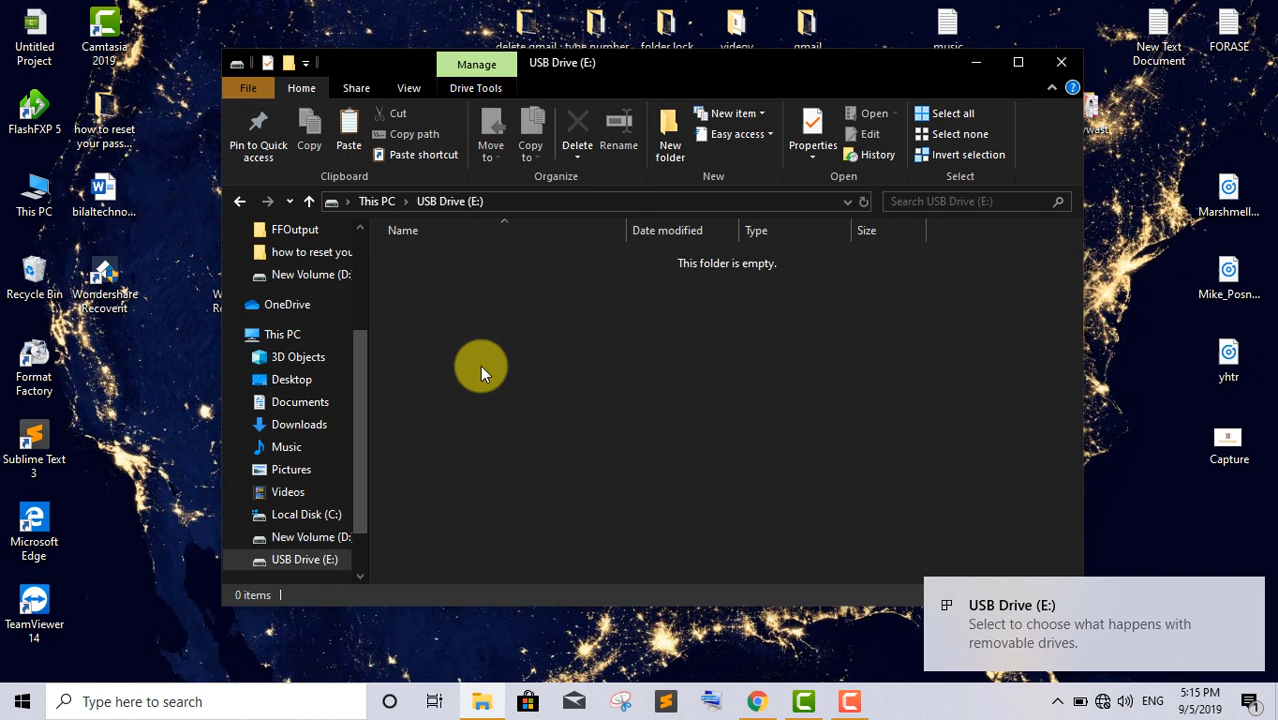 Untitled
Project
Camtasia
2019
delete gmail
type number
folder lock
videoy
gmail
music
New Text
Document
FORASE
Manage
USB Drive (E:)
File
Home
Share
View
Drive Tools
Pin to Quick
access
Copy
Paste
Cut
Copy path
Paste shortcut
Clipboard
Move
to
Copy
to
Delete
Rename
Organize
New
folder
New item
Easy access
New
Properties
Open
Edit
History
Open
Select all
Select none
Invert selection
Select
This PC
USB Drive (E:)
Search USB Drive (E:)
Name
Date modified
Type
Size
This folder is empty.
FFOutput
how to reset you
New Volume (D:
OneDrive
This PC
3D Objects
Desktop
Documents
Downloads
Music
Pictures
Videos
Local Disk (C:)
New Volume (D:
USB Drive (E:)
0 items
FlashFXP 5
how to reset
your pass...
This PC
bilaltechno...
Recycle Bin
Wondershare
Recoverit
Format
Factory
Sublime Text
3
Microsoft
Edge
TeamViewer
14
Marshmell...
Mike_Posn...
yhtr
Capture
USB Drive (E:)
Select to choose what happens with
removable drives.
Type here to search
ENG
5:15 PM
9/5/2019
1